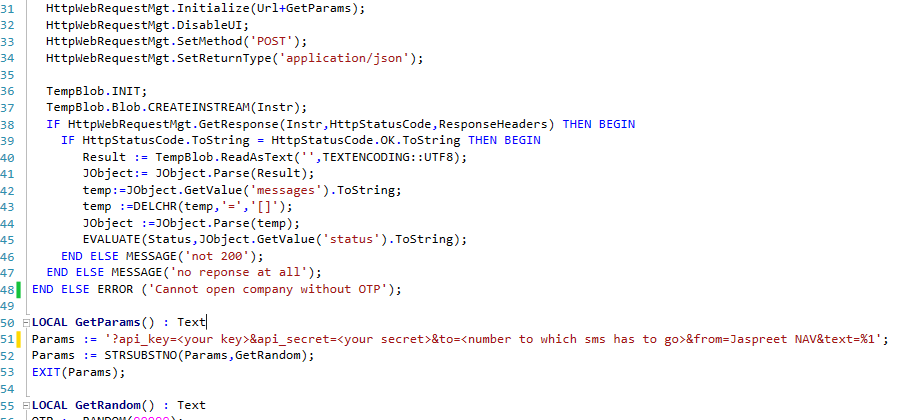 31 HttpWebRequestMgt.Initialize(Url+GetParams);
32 HttpWebRequestMgt.DisableUI;
33 HttpWebRequestMgt.SetMethod('POST');
34 HttpWebRequestMgt.SetReturnType('application/json');
35
36 TempBlob.INIT;
37 TempBlob.Blob.CREATEINSTREAM(Instr);
38 IF HttpWebRequestMgt.GetResponse(Instr,HttpStatusCode,ResponseHeaders) THEN BEGIN
39 IF HttpStatusCode.ToString = HttpStatusCode.OK.ToString THEN BEGIN
40 Result := TempBlob.ReadAsText('',TEXTENCODING::UTF8);
41 JObject:= JObject.Parse(Result);
42 temp:=JObject.GetValue('messages').ToString;
43 temp :=DELCHR(temp,'=','[]');
44 JObject :=JObject.Parse(temp);
45 EVALUATE(Status,JObject.GetValue('status').ToString);
46 END ELSE MESSAGE('not 200');
47 END ELSE MESSAGE('no reponse at all');
48 END ELSE ERROR ('Cannot open company without OTP');
49
50 LOCAL GetParams() : Text
51 Params := '?api_key=<your key>&api_secret=<your secret>&to=<number to which sms has to go>&from=Jaspreet NAV&text=%1';
52 Params := STRSUBSTNO(Params,GetRandom);
53 EXIT(Params);
54
55 LOCAL GetRandom() : Text